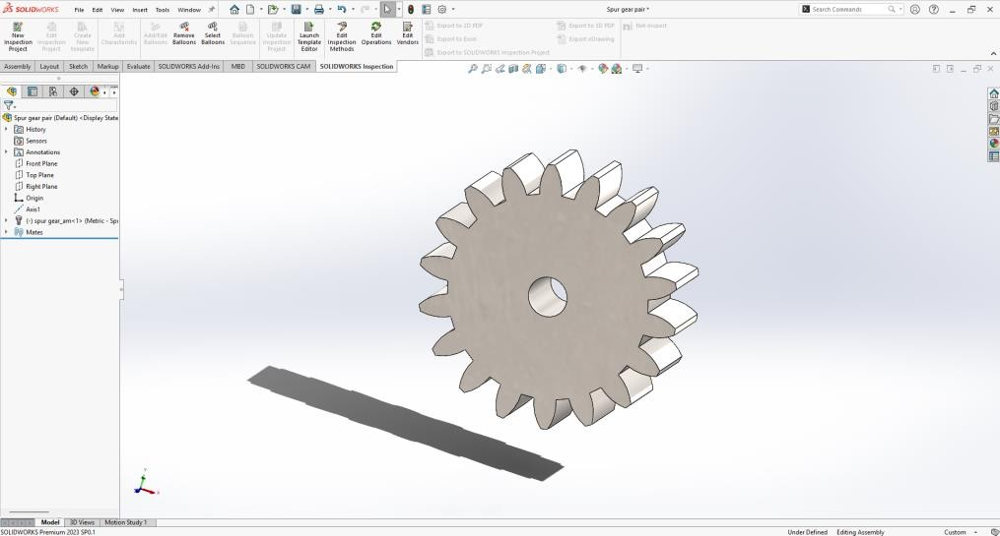 SOLIDWORKS File Edit View Insert Tools Window Spur gear pair * Search Commands
New Inspection Project
Edit Inspection Project
Create New Template
Add Characteristic
Add/Edit Balloons
Remove Balloons
Select Balloons
Balloon Sequence
Update Inspection Project
Launch Template Editor
Edit Inspection Methods
Edit Operations
Edit Vendors
Export to 2D PDF
Export to Excel
Export to SOLIDWORKS Inspection Project
Export to 3D PDF
Export eDrawing
Net-Inspect
Assembly Layout Sketch Markup Evaluate SOLIDWORKS Add-Ins MBD SOLIDWORKS CAM SOLIDWORKS Inspection
Spur gear pair (Default) <Display State
History
Sensors
Annotations
Front Plane
Top Plane
Right Plane
Origin
Axis1
(-) spur gear_am<1> (Metric - Sp
Mates
Y
X
Model 3D Views Motion Study 1
SOLIDWORKS Premium 2023 SP0.1 Under Defined Editing Assembly Custom